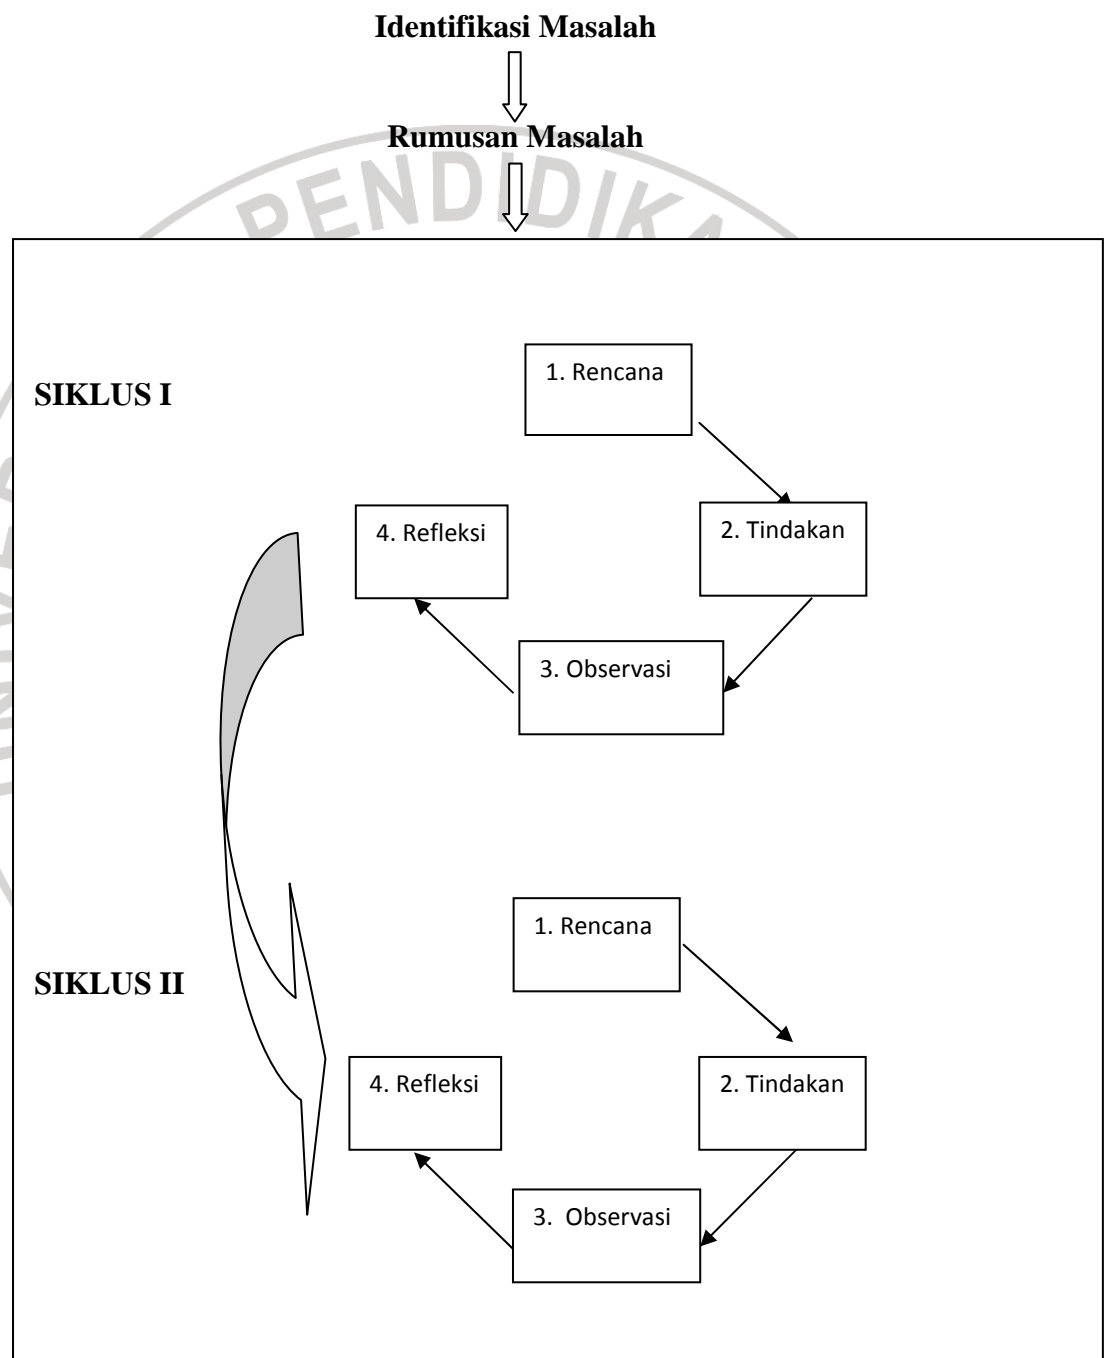 Identifikasi Masalah
Rumusan Masalah
PENDIDIKA
SIKLUS I
1. Rencana
2. Tindakan
3. Observasi
4. Refleksi
SIKLUS II
1. Rencana
2. Tindakan
3. Observasi
4. Refleksi